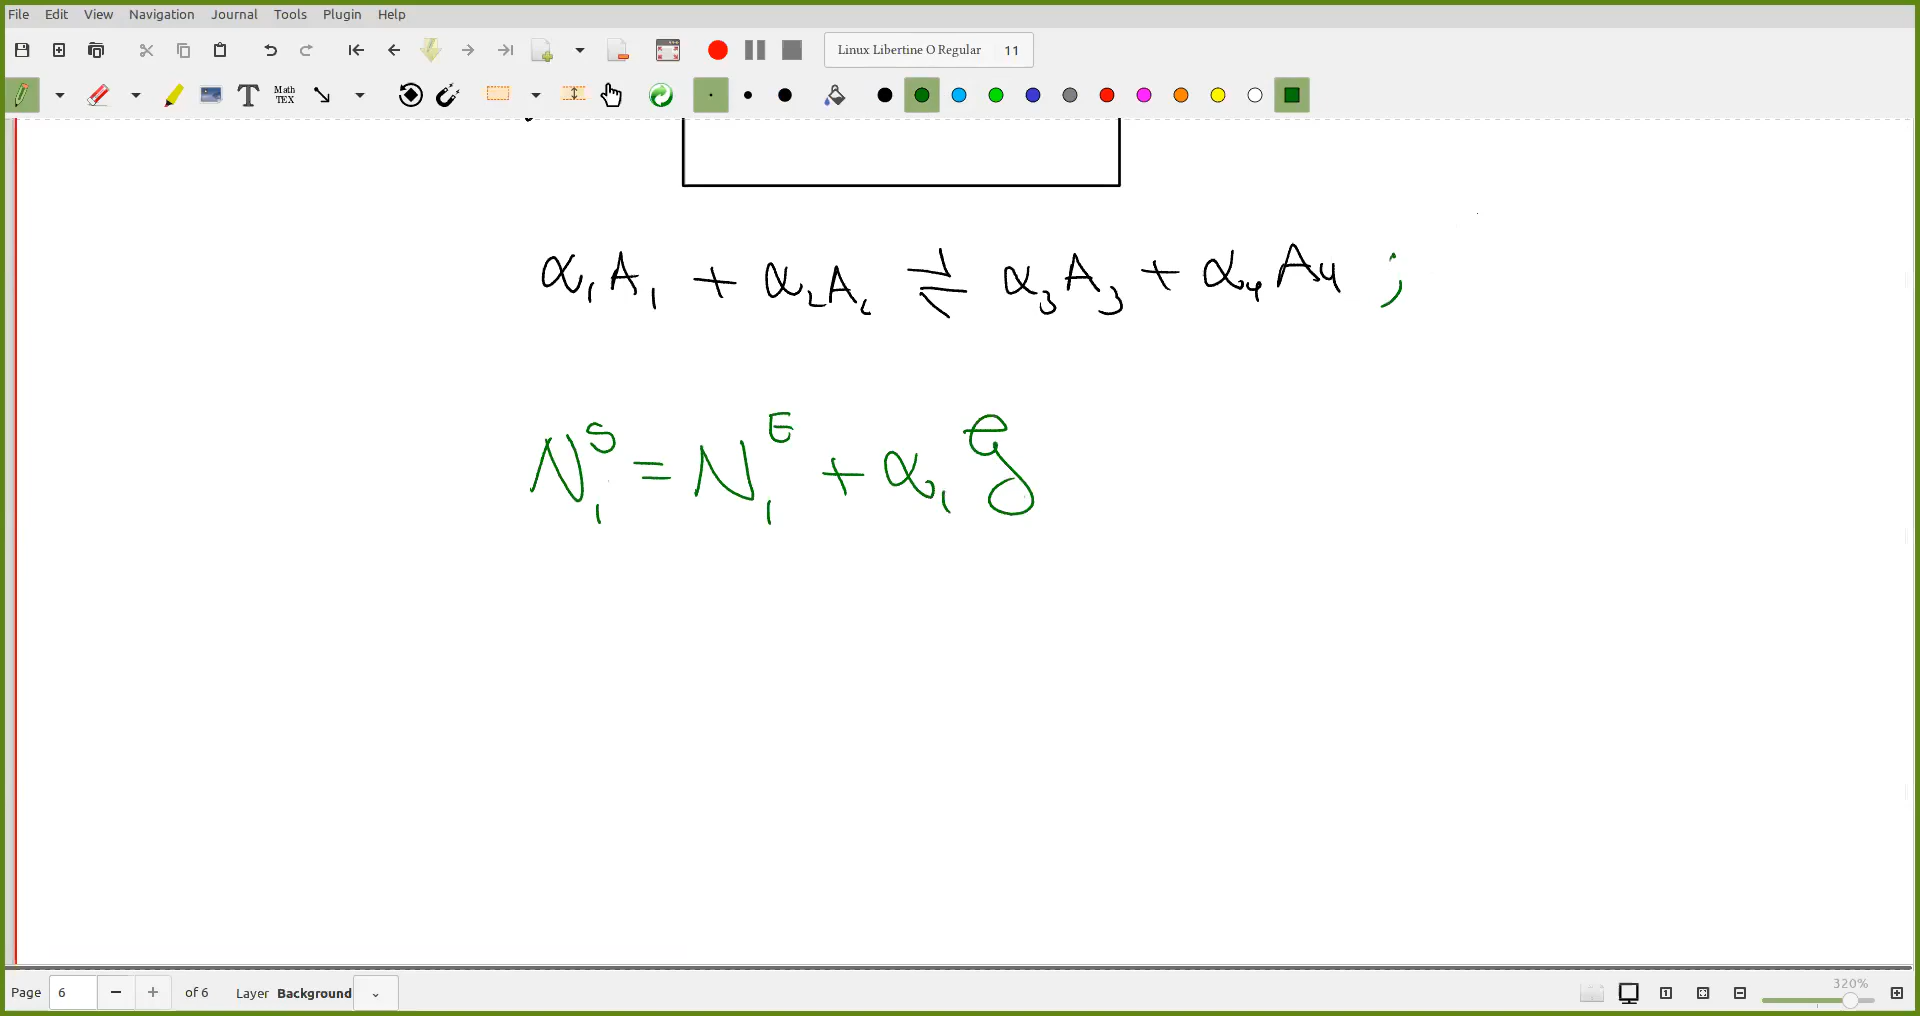 File Edit View Navigation Journal Tools Plugin Help
Linux Libertine O Regular 11
T Math TEX
α₁A₁ + α₂A₂ ⇌ α₃A₃ + α₄A₄ ;
N₁ˢ = N₁ᴱ + α₁ ξ
Page 6 − + of 6 Layer Background 320%